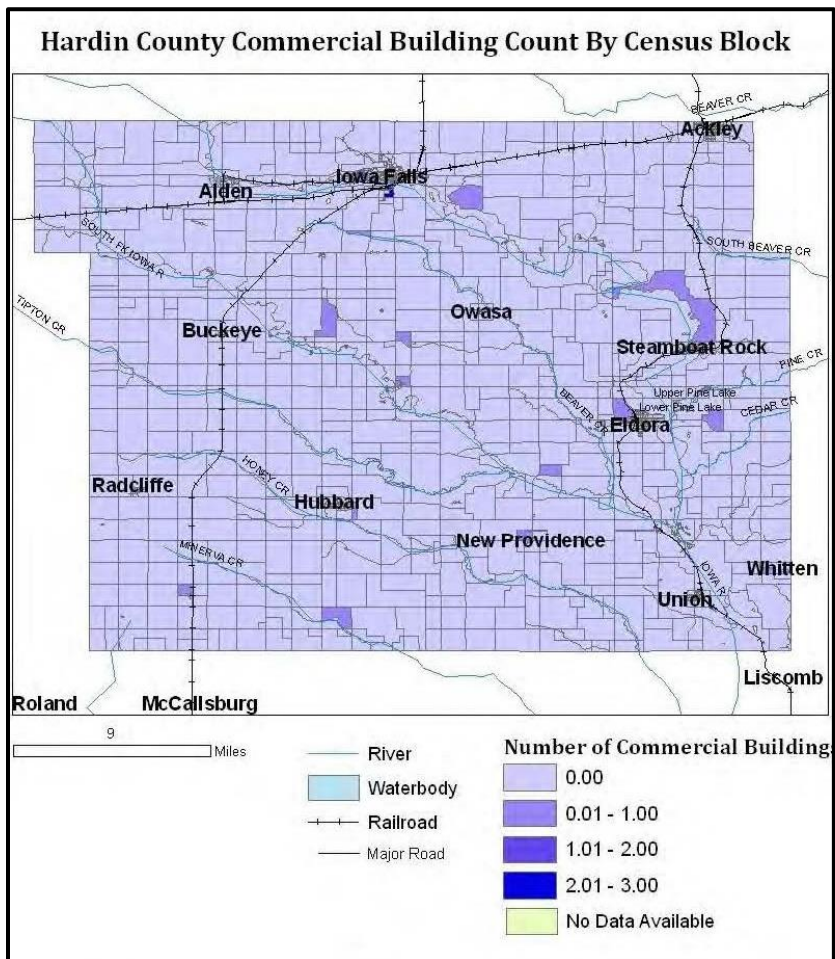 Hardin County Commercial Building Count By Census Block
BEAVER CR
Ackley
Iowa Falls
Alden
SOUTH FK IOWA R
SOUTH BEAVER CR
TIPTON CR
Owasa
Buckeye
Steamboat Rock
PINE CR
Upper Pine Lake
Lower Pine Lake
CEDAR CR
BEAVER CR
Eldora
HONEY CR
Radcliffe
Hubbard
New Providence
MINERVA CR
IOWA R
Whitten
Union
Liscomb
Roland
McCallsburg
9
Miles
River
Waterbody
Railroad
Major Road
Number of Commercial Building
0.00
0.01 - 1.00
1.01 - 2.00
2.01 - 3.00
No Data Available